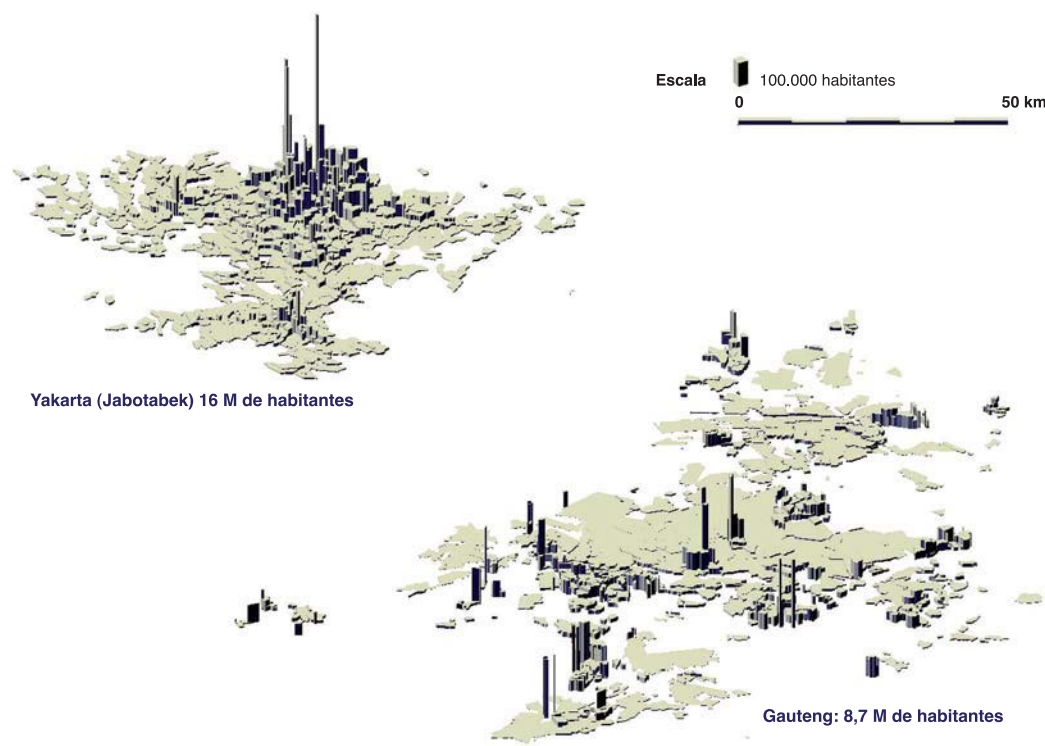 Escala 100.000 habitantes
0 50 km
Yakarta (Jabotabek) 16 M de habitantes
Gauteng: 8,7 M de habitantes